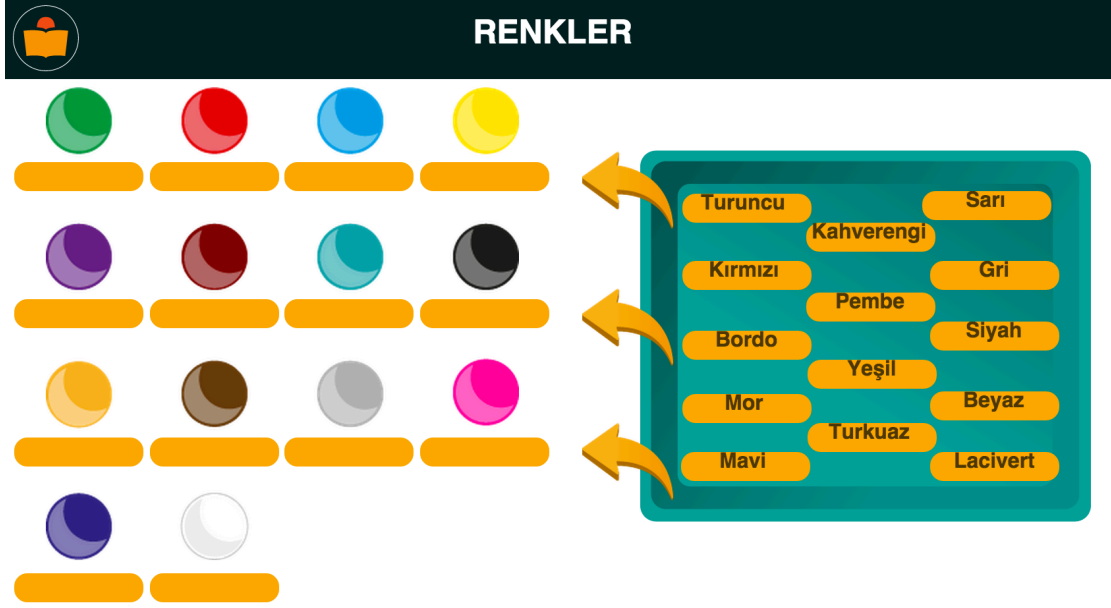 RENKLER
Turuncu
Sarı
Kahverengi
Kırmızı
Gri
Pembe
Siyah
Bordo
Yeşil
Mor
Beyaz
Turkuaz
Mavi
Lacivert